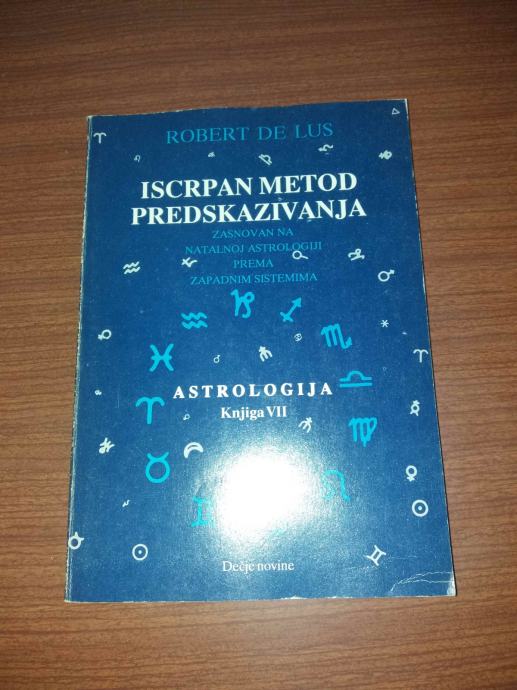 ROBERT DE LUS
ISCRPAN METOD
PREDSKAZIVANJA
ZASNOVAN NA
NATALNOJ ASTROLOGIJI
PREMA
ZAPADNIM SISTEMIMA
ASTROLOGIJA
Knjiga VII
Dečje novine